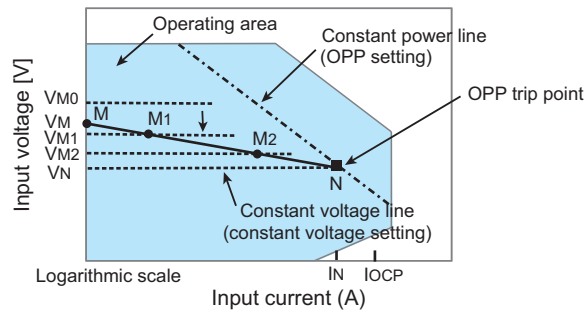 Operating area
Constant power line
(OPP setting)
OPP trip point
Input voltage [V]
VM0
VM
M
M1
VM1
M2
VM2
VN
N
Constant voltage line
(constant voltage setting)
Logarithmic scale
IN
IOCP
Input current (A)